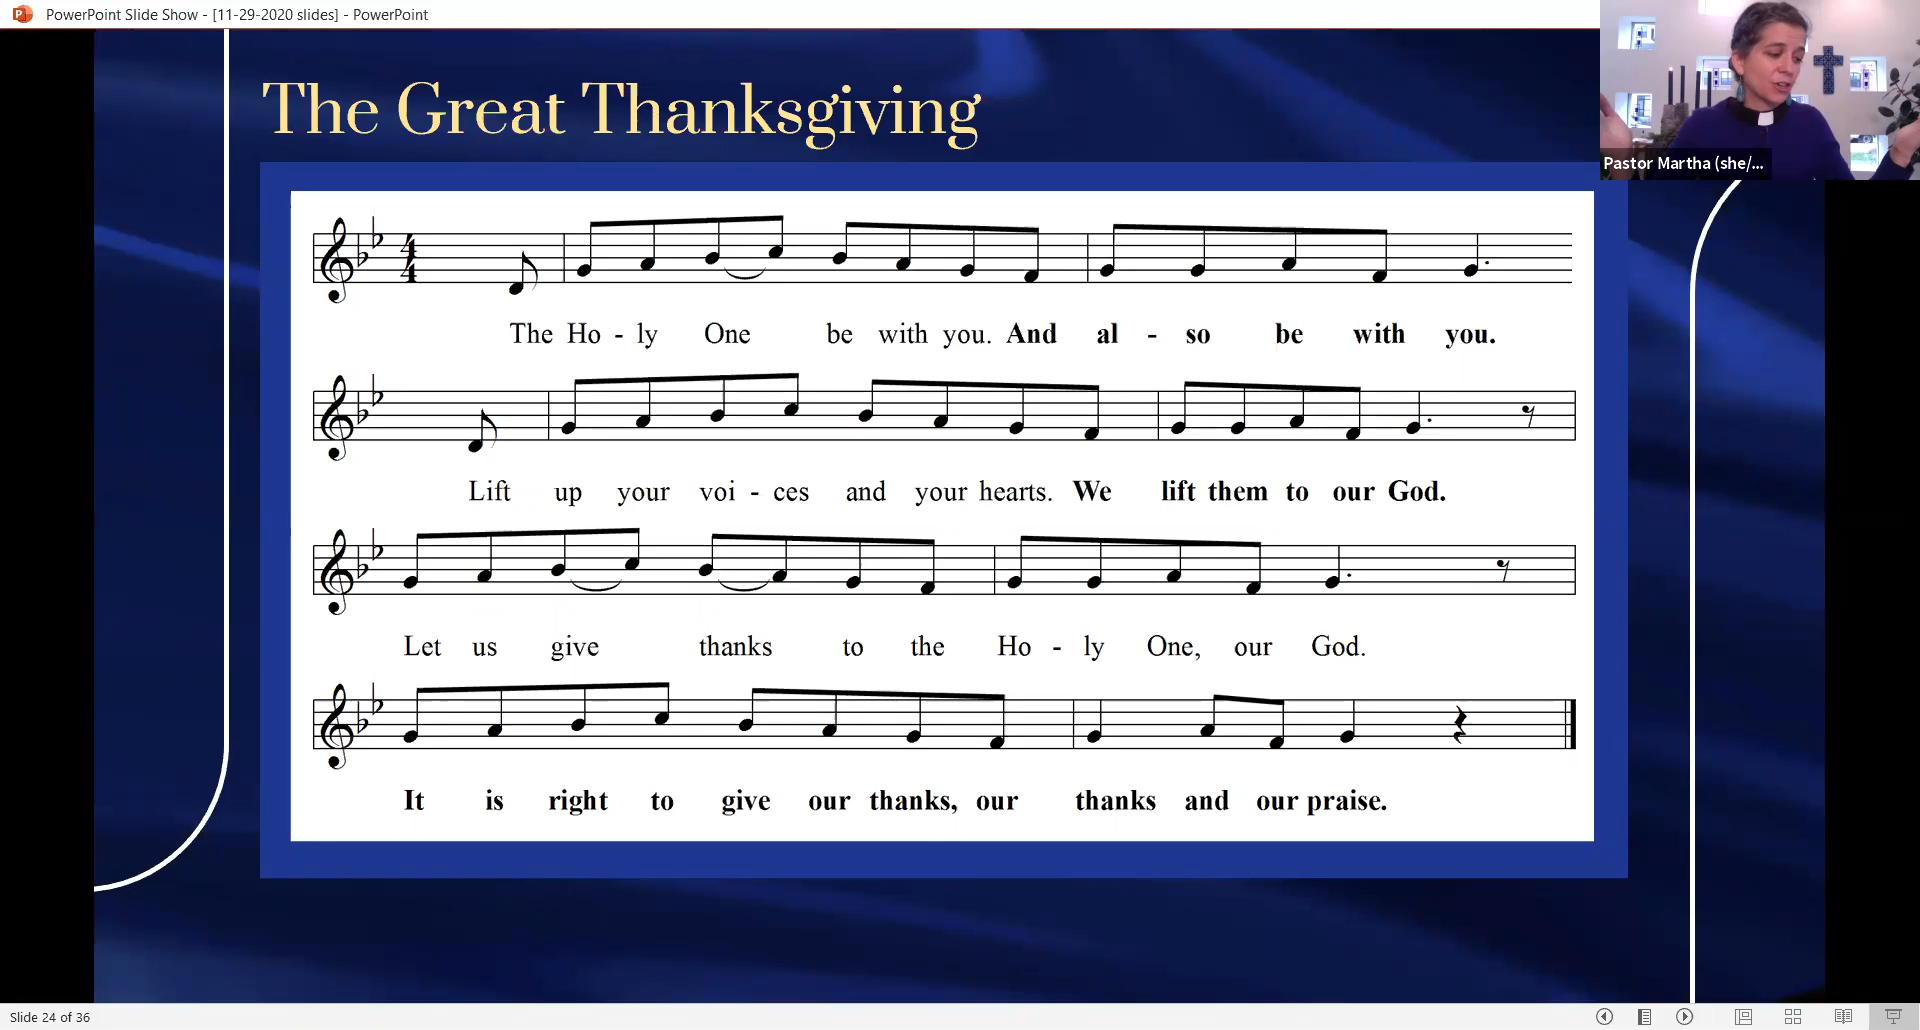 PowerPoint Slide Show - [11-29-2020 slides] - PowerPoint
Pastor Martha (she/...
The Great Thanksgiving
4
4
The Ho - ly One be with you. And al - so be with you.
Lift up your voi - ces and your hearts. We lift them to our God.
Let us give thanks to the Ho - ly One, our God.
It is right to give our thanks, our thanks and our praise.
Slide 24 of 36